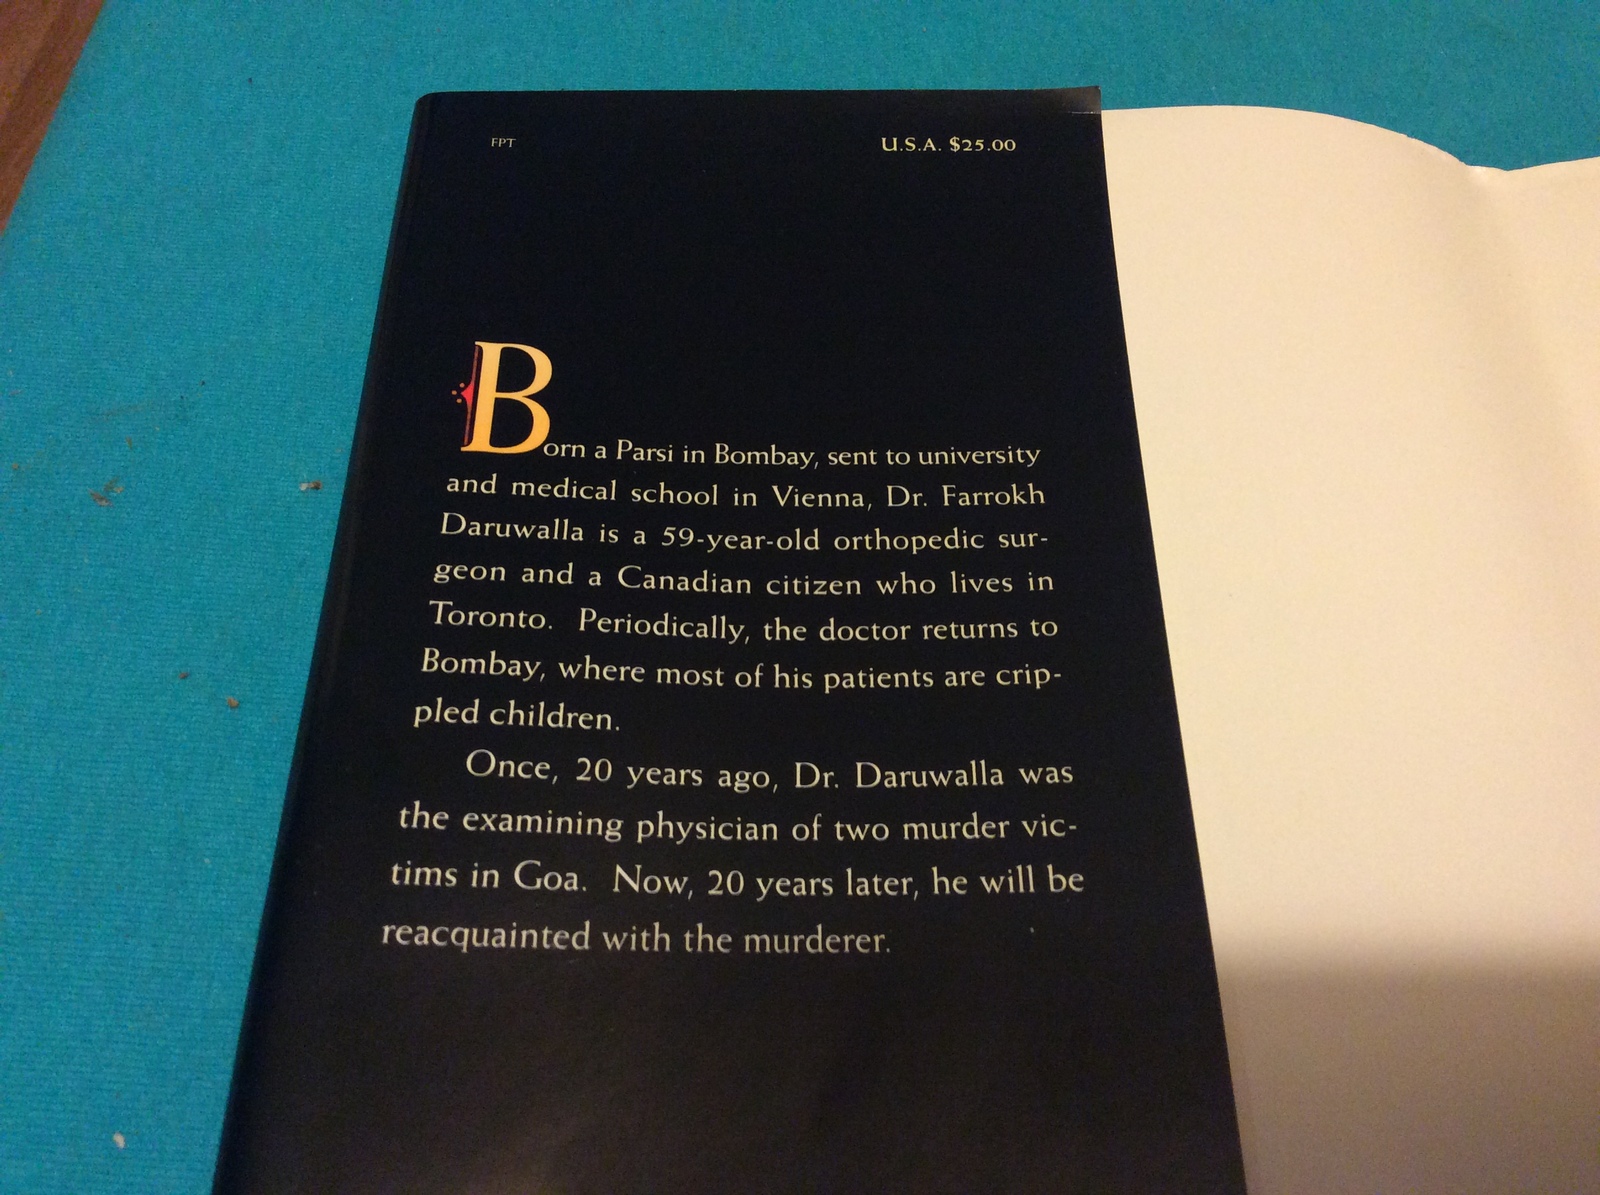 FPT
U.S.A. $25.00
Born a Parsi in Bombay, sent to university
and medical school in Vienna, Dr. Farrokh
Daruwalla is a 59-year-old orthopedic sur-
geon and a Canadian citizen who lives in
Toronto. Periodically, the doctor returns to
Bombay, where most of his patients are crip-
pled children.
Once, 20 years ago, Dr. Daruwalla was
the examining physician of two murder vic-
tims in Goa. Now, 20 years later, he will be
reacquainted with the murderer.